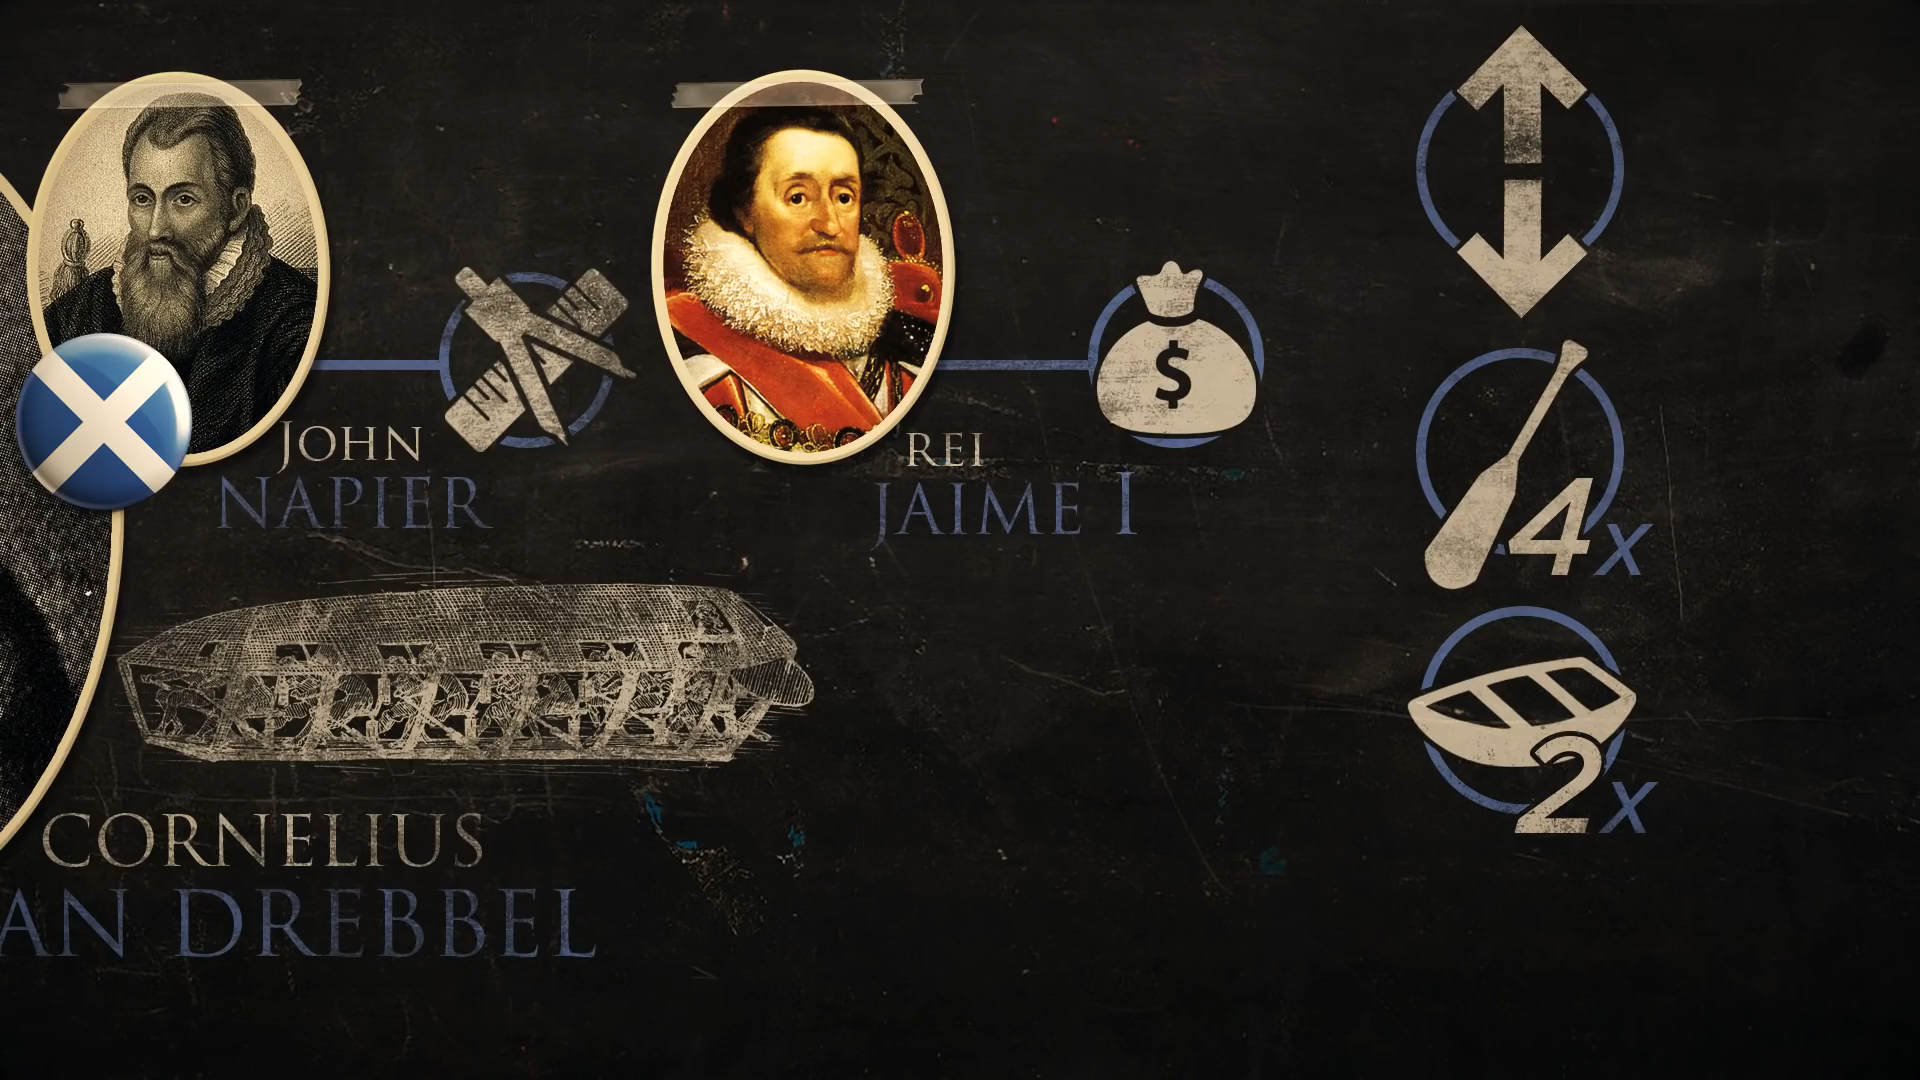 JOHN
NAPIER
REI
JAIME I
$
4x
2x
CORNELIUS
AN DREBBEL